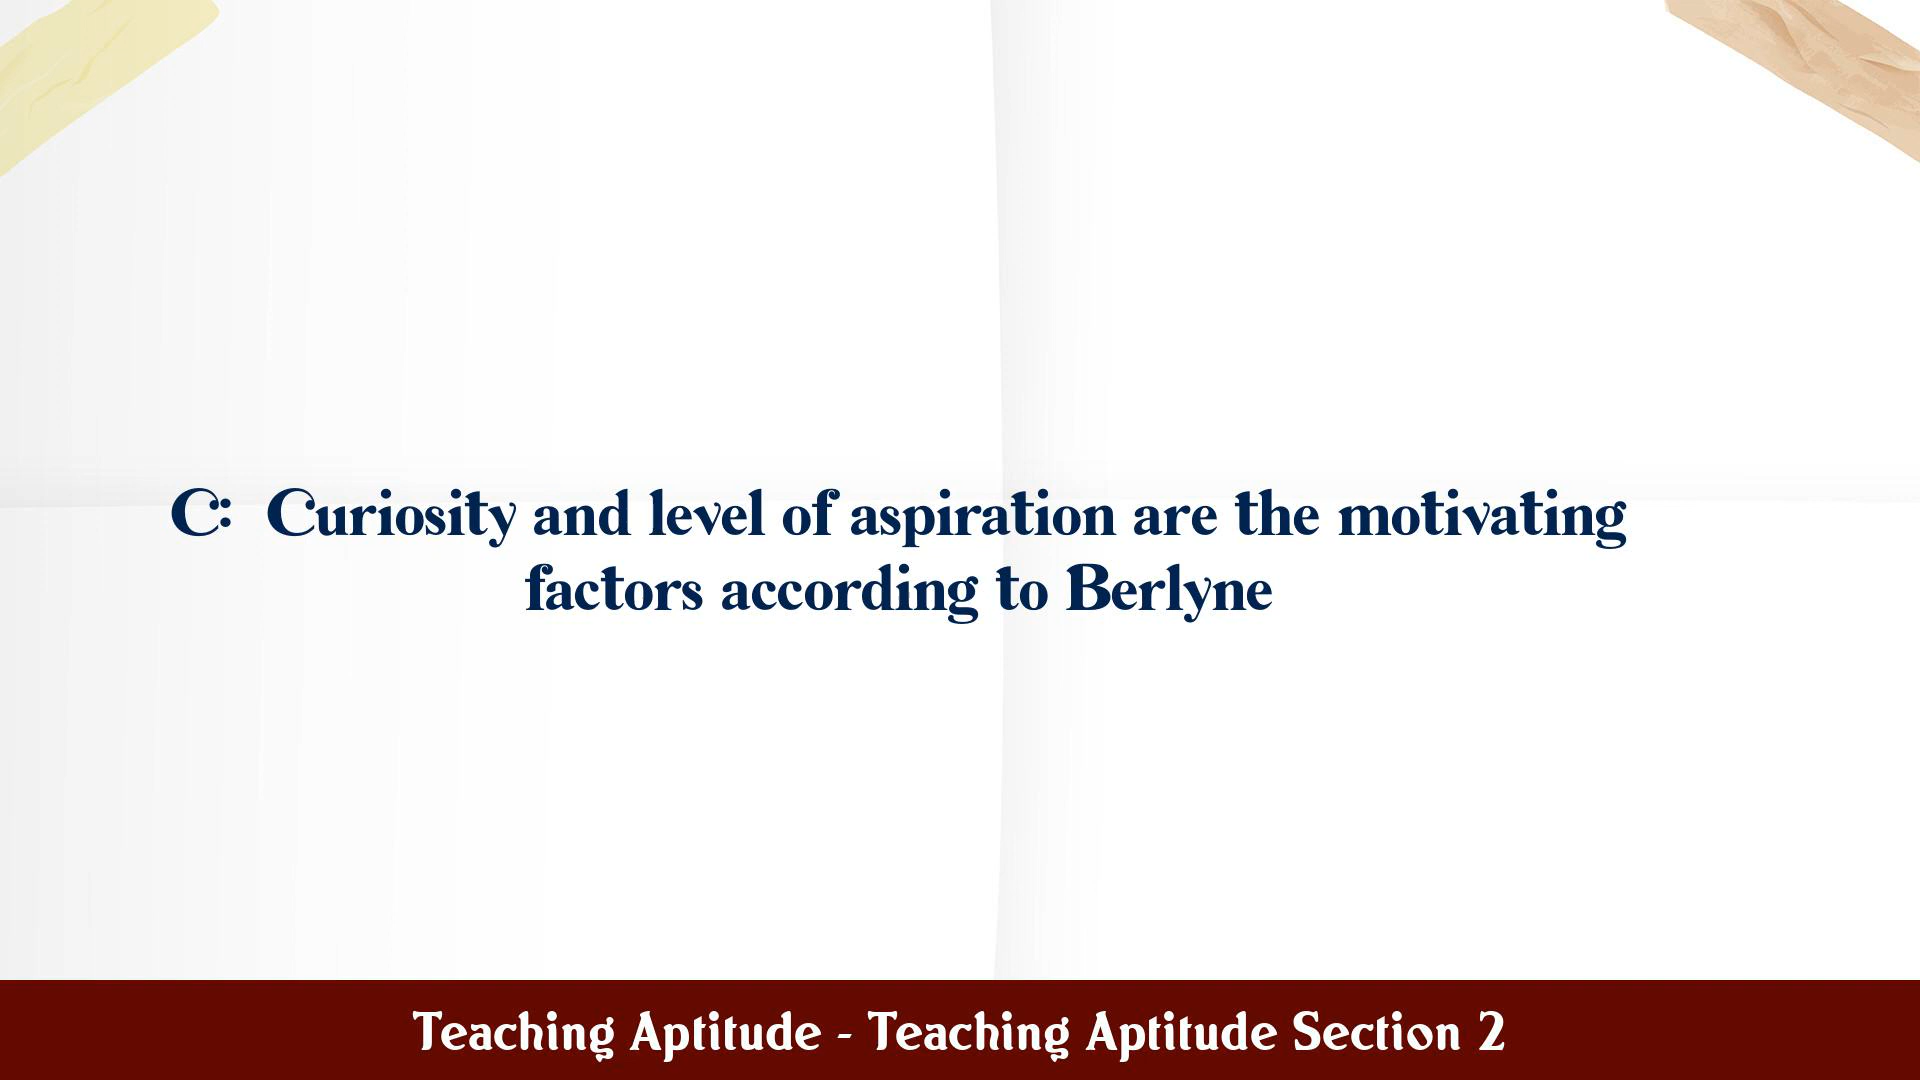 C: Curiosity and level of aspiration are the motivating
factors according to Berlyne
Teaching Aptitude - Teaching Aptitude Section 2